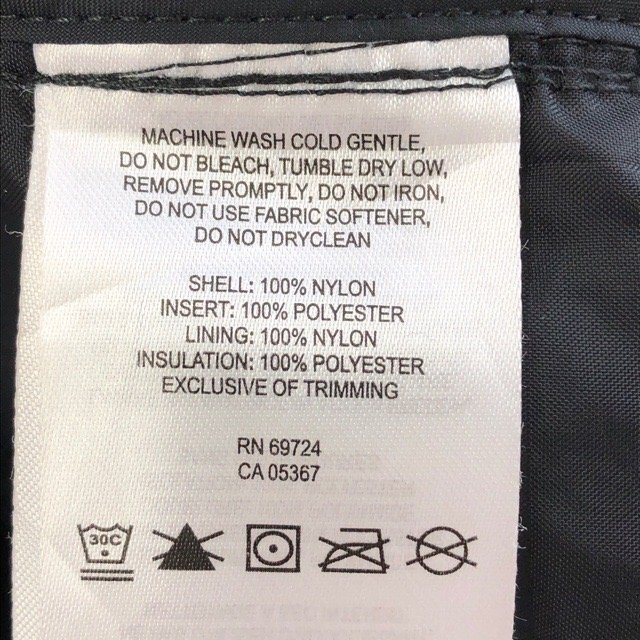 MACHINE WASH COLD GENTLE,
DO NOT BLEACH, TUMBLE DRY LOW,
REMOVE PROMPTLY, DO NOT IRON,
DO NOT USE FABRIC SOFTENER,
DO NOT DRYCLEAN
SHELL: 100% NYLON
INSERT: 100% POLYESTER
LINING: 100% NYLON
INSULATION: 100% POLYESTER
EXCLUSIVE OF TRIMMING
RN 69724
CA 05367
30C